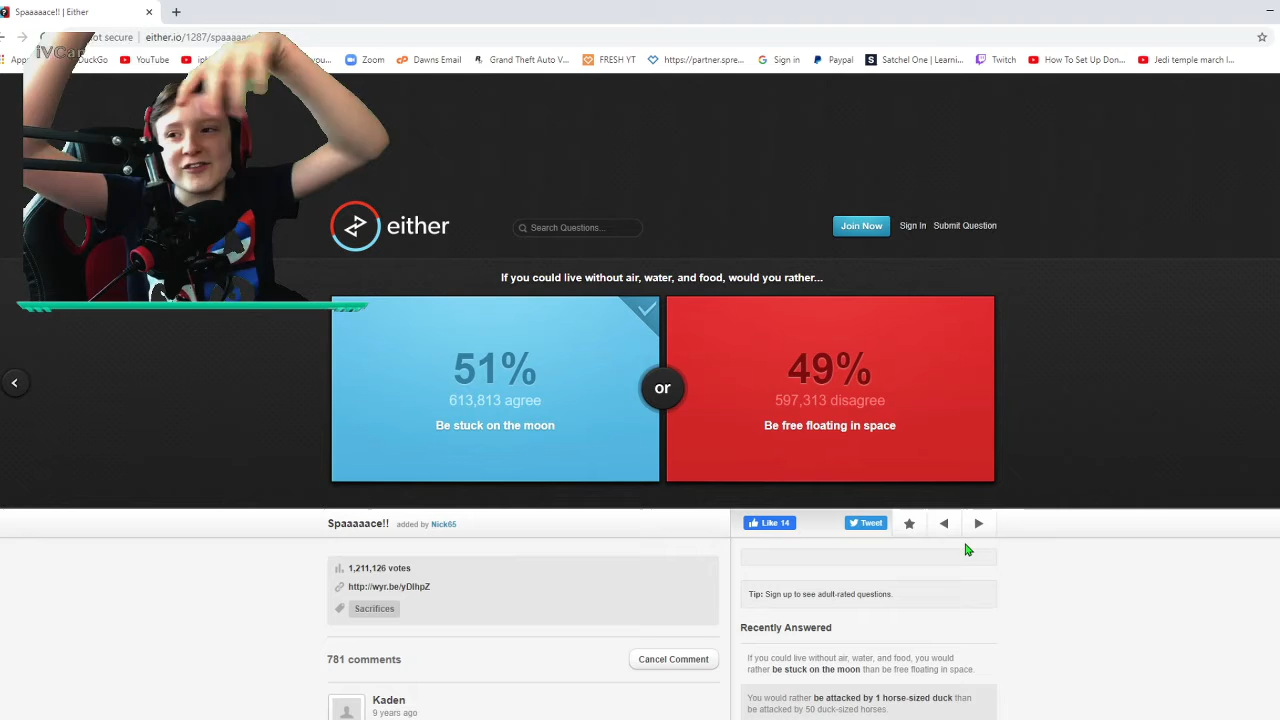 Spaaaaace!! | Either
ot secure
either.io/1287/spaaaa
iVCam
Ap
ckGo
YouTube
ip
ou...
Zoom
Dawns Email
Grand Theft Auto V...
FRESH YT
https://partner.spre...
Sign in
Paypal
Satchel One | Learni...
Twitch
How To Set Up Don...
Jedi temple march l...
either
Search Questions...
Join Now
Sign In
Submit Question
If you could live without air, water, and food, would you rather...
51%
613,813 agree
Be stuck on the moon
or
49%
597,313 disagree
Be free floating in space
Spaaaaace!! added by Nick65
Like 14
Tweet
1,211,126 votes
http://wyr.be/yDlhpZ
Sacrifices
Tip: Sign up to see adult-rated questions.
Recently Answered
781 comments
Cancel Comment
If you could live without air, water, and food, you would
rather be stuck on the moon than be free floating in space.
Kaden
9 years ago
You would rather be attacked by 1 horse-sized duck than
be attacked by 50 duck-sized horses.